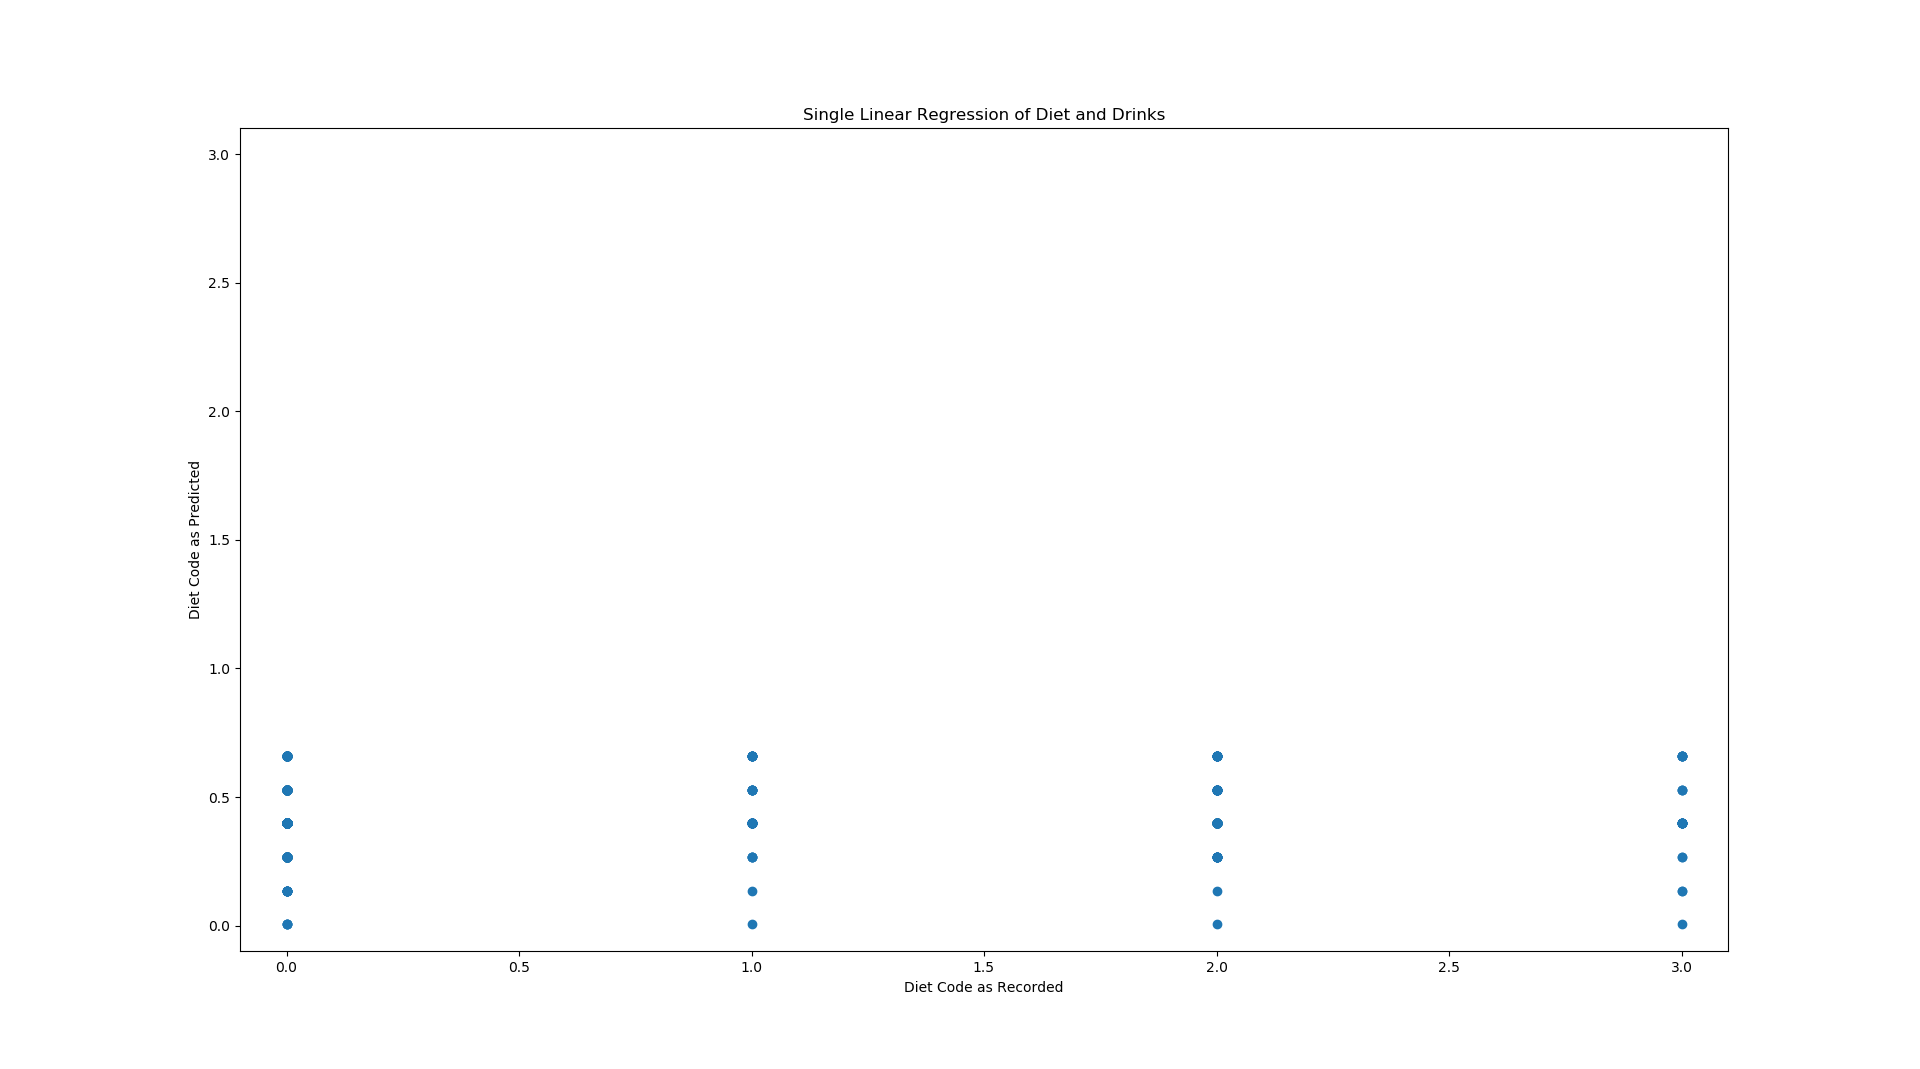 Single Linear Regression of Diet and Drinks
3.0
2.5
2.0
1.5
1.0
0.5
0.0
Diet Code as Predicted
0.0 0.5 1.0 1.5 2.0 2.5 3.0
Diet Code as Recorded